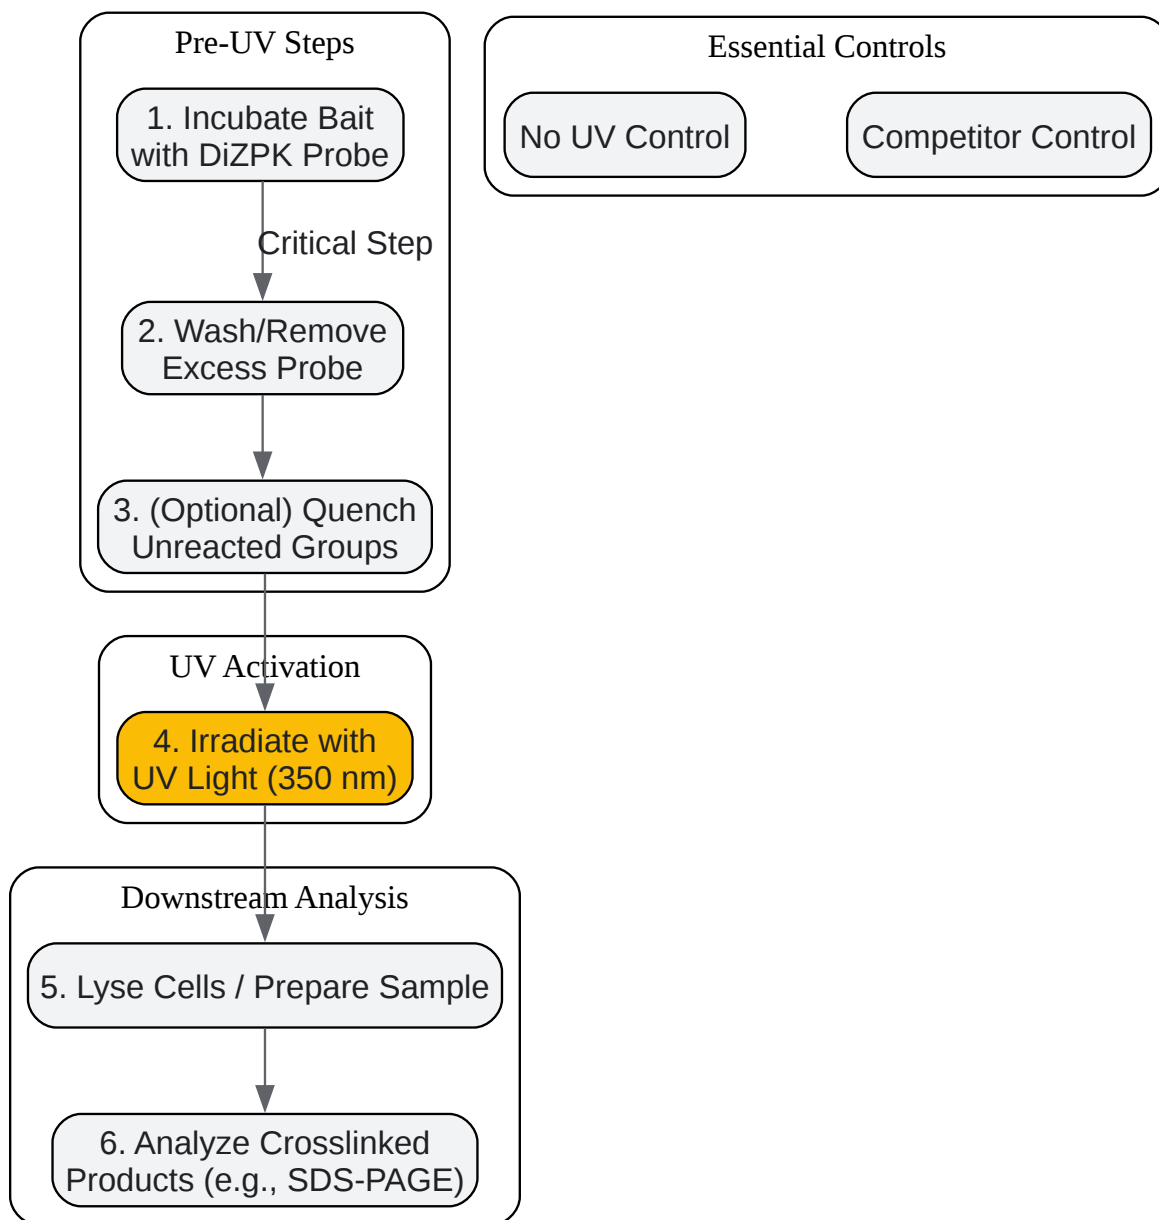 Pre-UV Steps
1. Incubate Bait
with DiZPK Probe
Critical Step
2. Wash/Remove
Excess Probe
3. (Optional) Quench
Unreacted Groups
UV Activation
4. Irradiate with
UV Light (350 nm)
Downstream Analysis
5. Lyse Cells / Prepare Sample
6. Analyze Crosslinked
Products (e.g., SDS-PAGE)
Essential Controls
No UV Control
Competitor Control